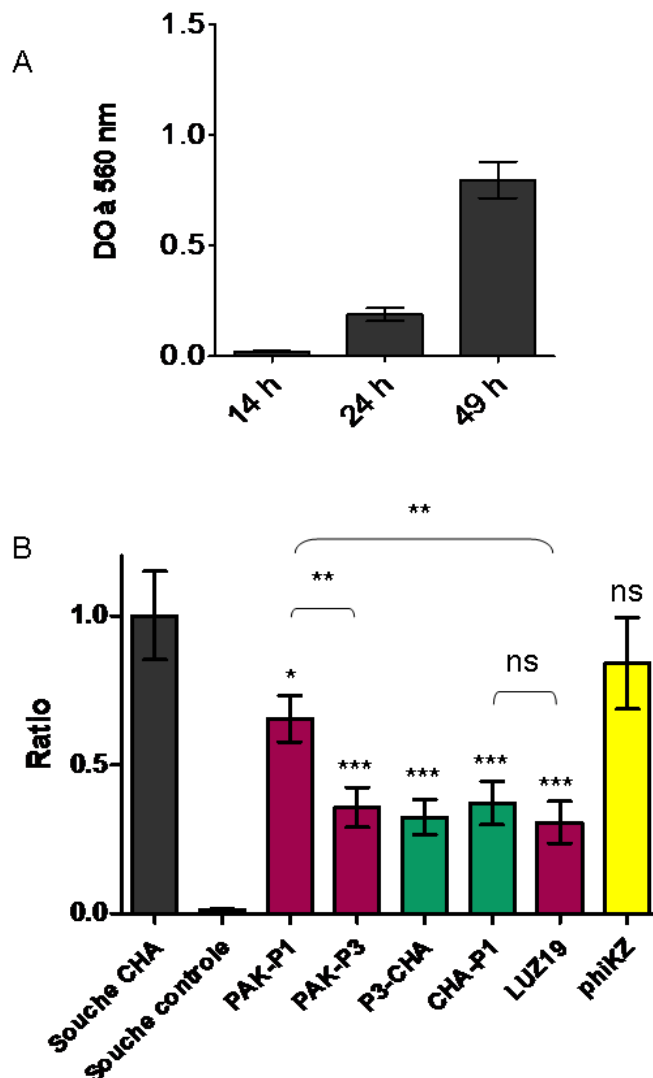 A
DO à 560 nm
1.5
1.0
0.5
0.0
14 h
24 h
49 h
B
**
**
ns
ns
*
***
***
***
***
Ratio
1.0
0.5
0.0
Souche CHA
Souche controle
PAK-P1
PAK-P3
P3-CHA
CHA-P1
LUZ19
phiKZ